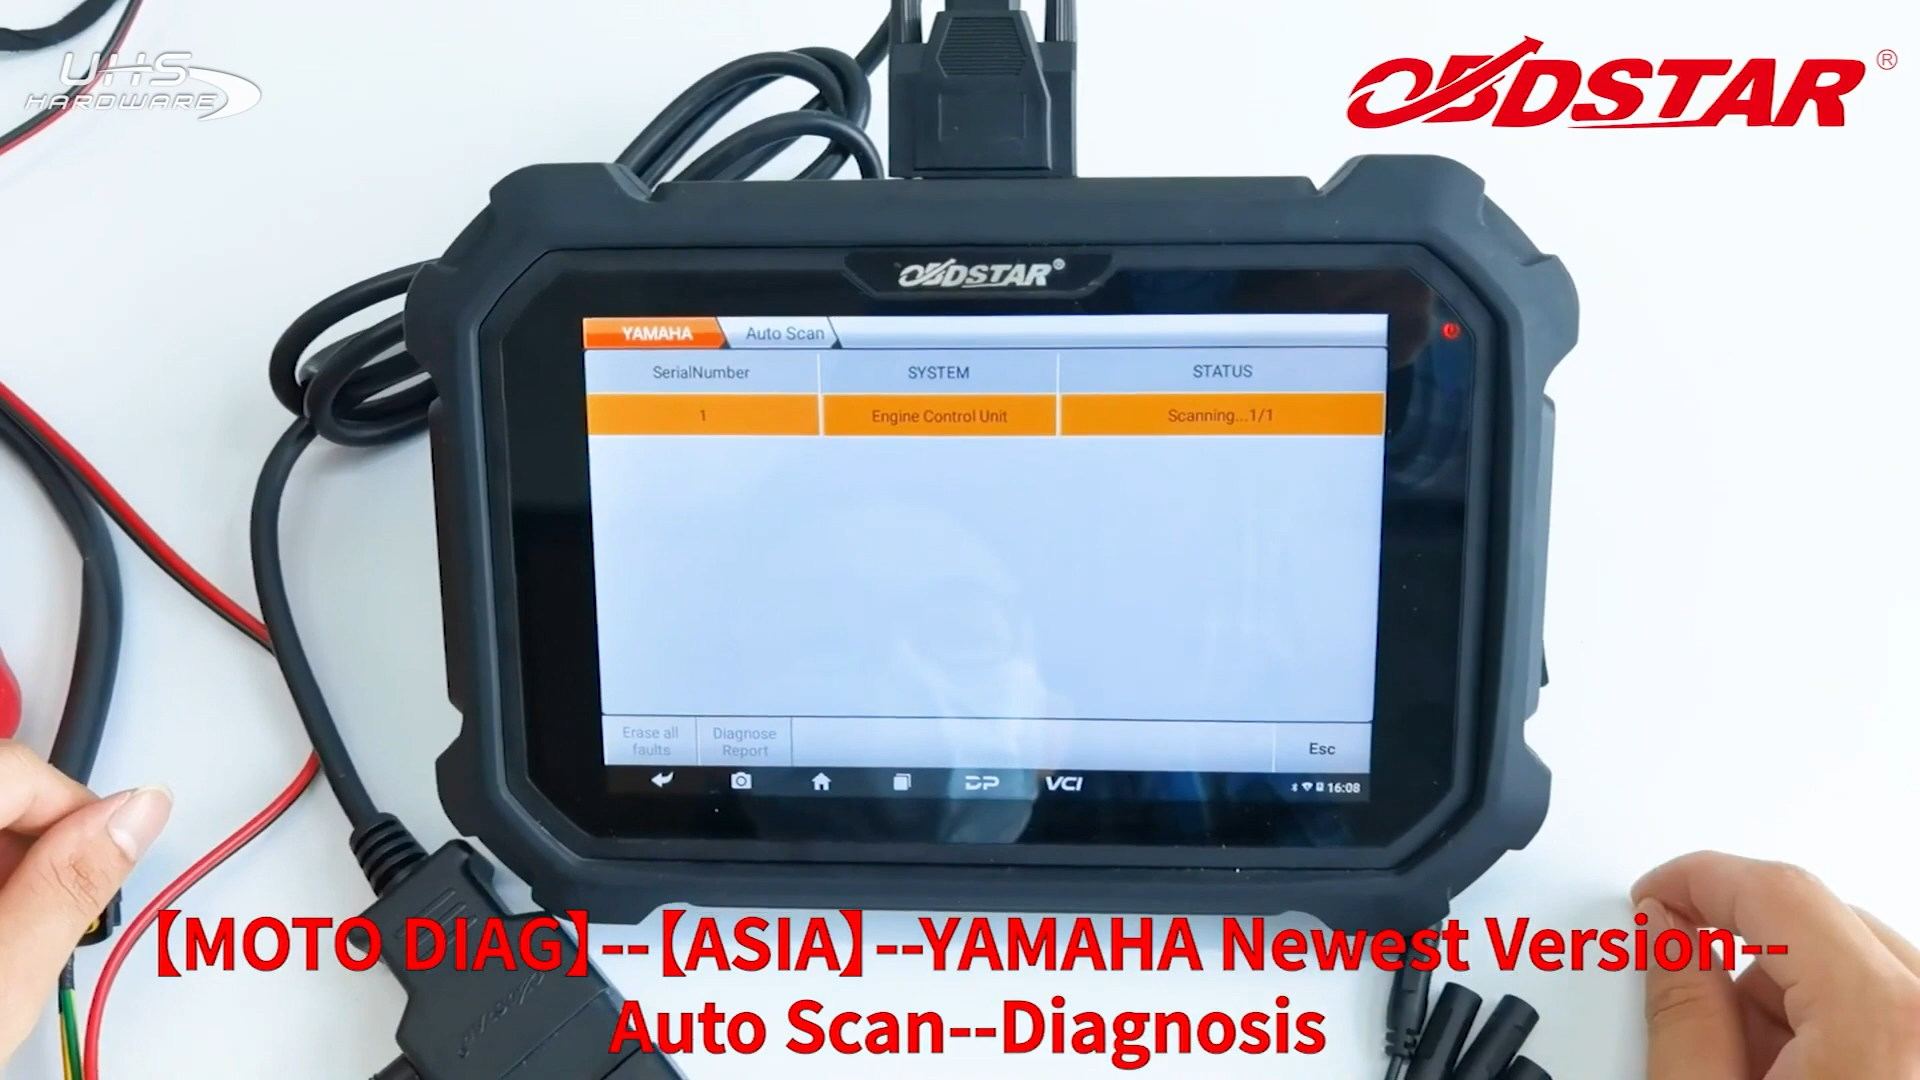 UHS
HARDWARE
OBDSTAR®
OBDSTAR®
YAMAHA Auto Scan
SerialNumber SYSTEM STATUS
1 Engine Control Unit Scanning...1/1
Erase all faults Diagnose Report Esc
DP VCI 16:08
【MOTO DIAG】--【ASIA】--YAMAHA Newest Version--
Auto Scan--Diagnosis